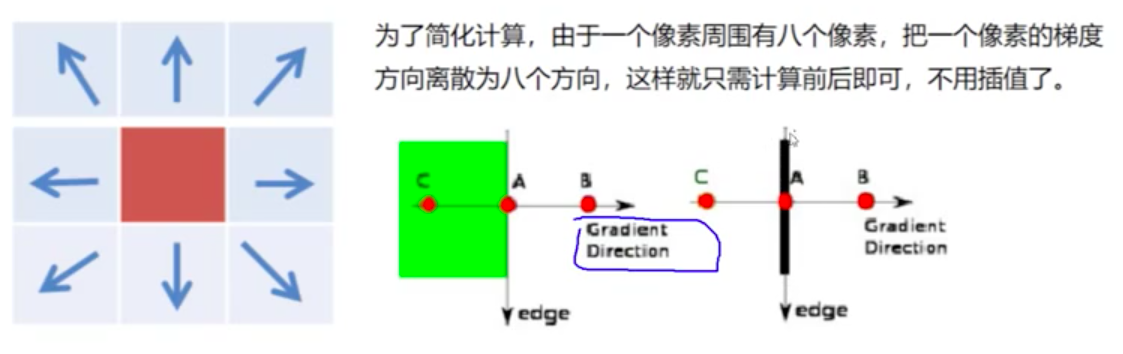 为了简化计算，由于一个像素周围有八个像素，把一个像素的梯度
方向离散为八个方向，这样就只需计算前后即可，不用插值了。
C A B
Gradient
Direction
edge
C A B
Gradient
Direction
edge